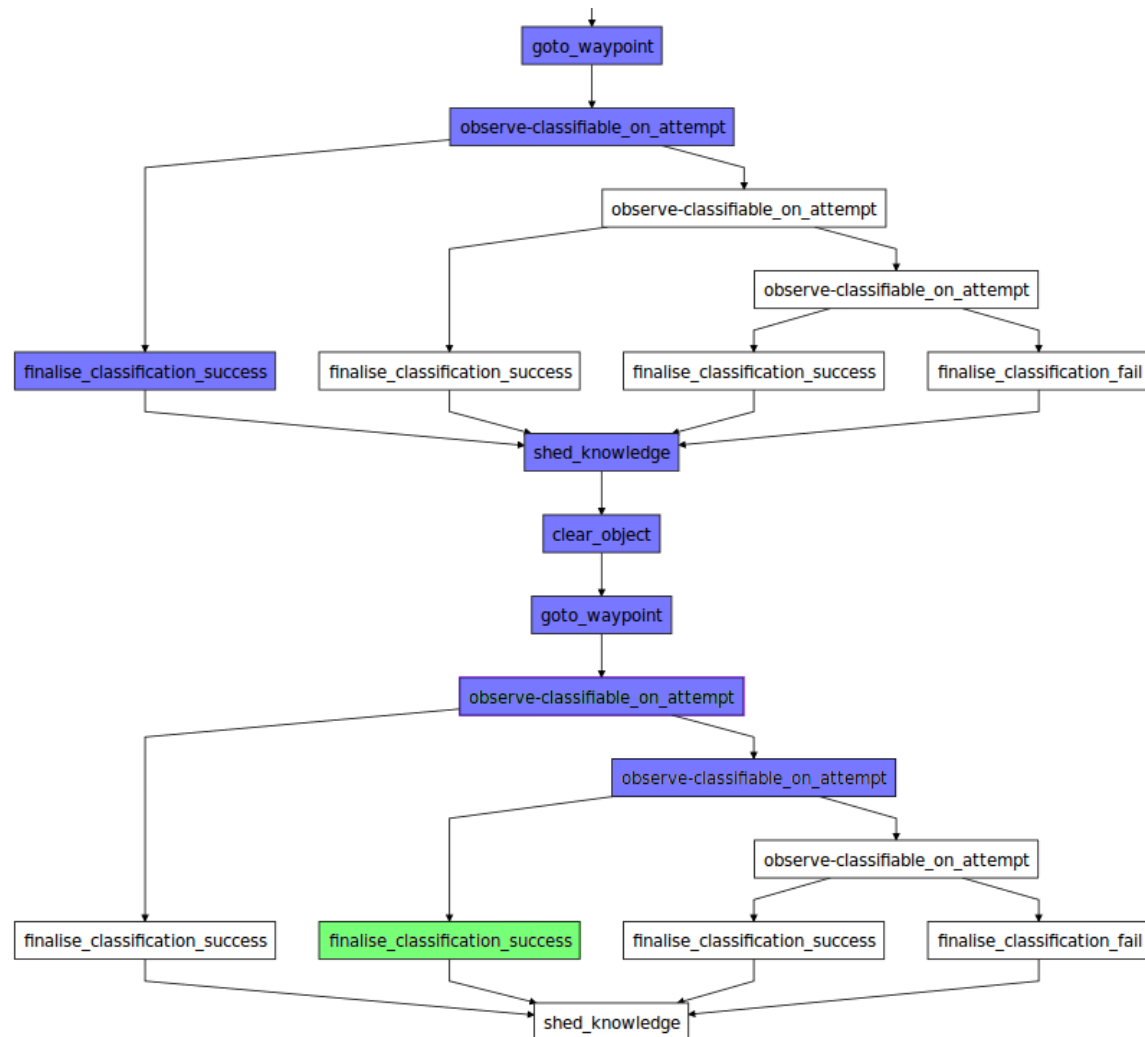 goto_waypoint
observe-classifiable_on_attempt
observe-classifiable_on_attempt
observe-classifiable_on_attempt
finalise_classification_success
finalise_classification_success
finalise_classification_success
finalise_classification_fail
shed_knowledge
clear_object
goto_waypoint
observe-classifiable_on_attempt
observe-classifiable_on_attempt
observe-classifiable_on_attempt
finalise_classification_success
finalise_classification_success
finalise_classification_success
finalise_classification_fail
shed_knowledge